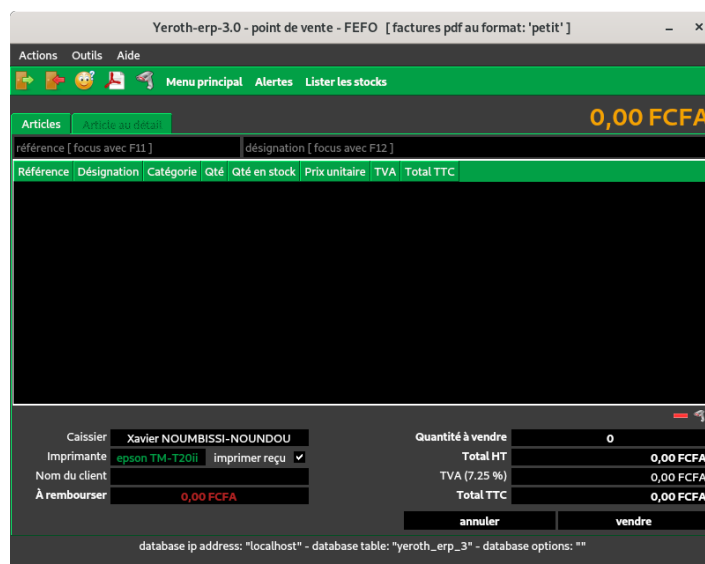 Yeroth-erp-3.0 - point de vente - FEFO [ factures pdf au format: 'petit' ]
Actions Outils Aide
Menu principal Alertes Lister les stocks
0,00 FCFA
Articles Article au détail
référence [ focus avec F11 ] désignation [ focus avec F12 ]
Référence Désignation Catégorie Qté Qté en stock Prix unitaire TVA Total TTC
Caissier Xavier NOUMBISSI-NOUNDOU Quantité à vendre 0
Imprimante epson TM-T20ii imprimer reçu Total HT 0,00 FCFA
Nom du client TVA (7.25 %) 0,00 FCFA
À rembourser 0,00 FCFA Total TTC 0,00 FCFA
annuler vendre
database ip address: "localhost" - database table: "yeroth_erp_3" - database options: ""